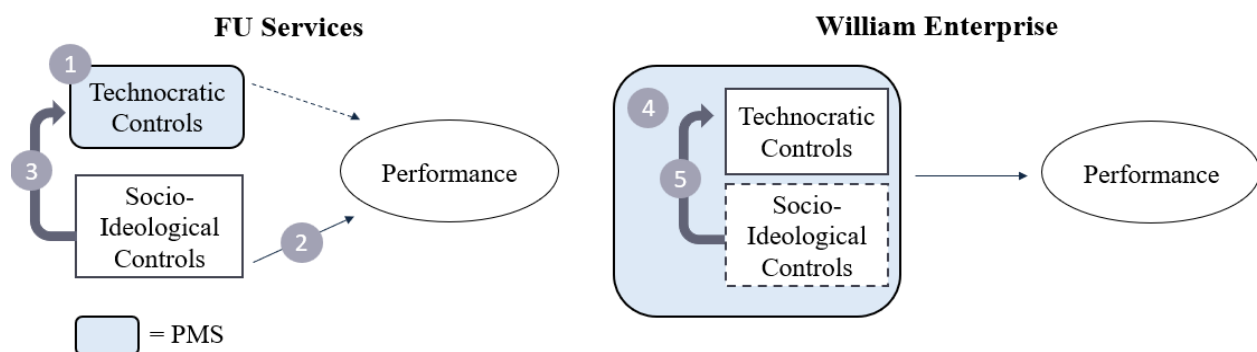 FU Services
1
Technocratic
Controls
3
Performance
Socio-
Ideological
Controls
2
= PMS
William Enterprise
4
Technocratic
Controls
5
Performance
Socio-
Ideological
Controls